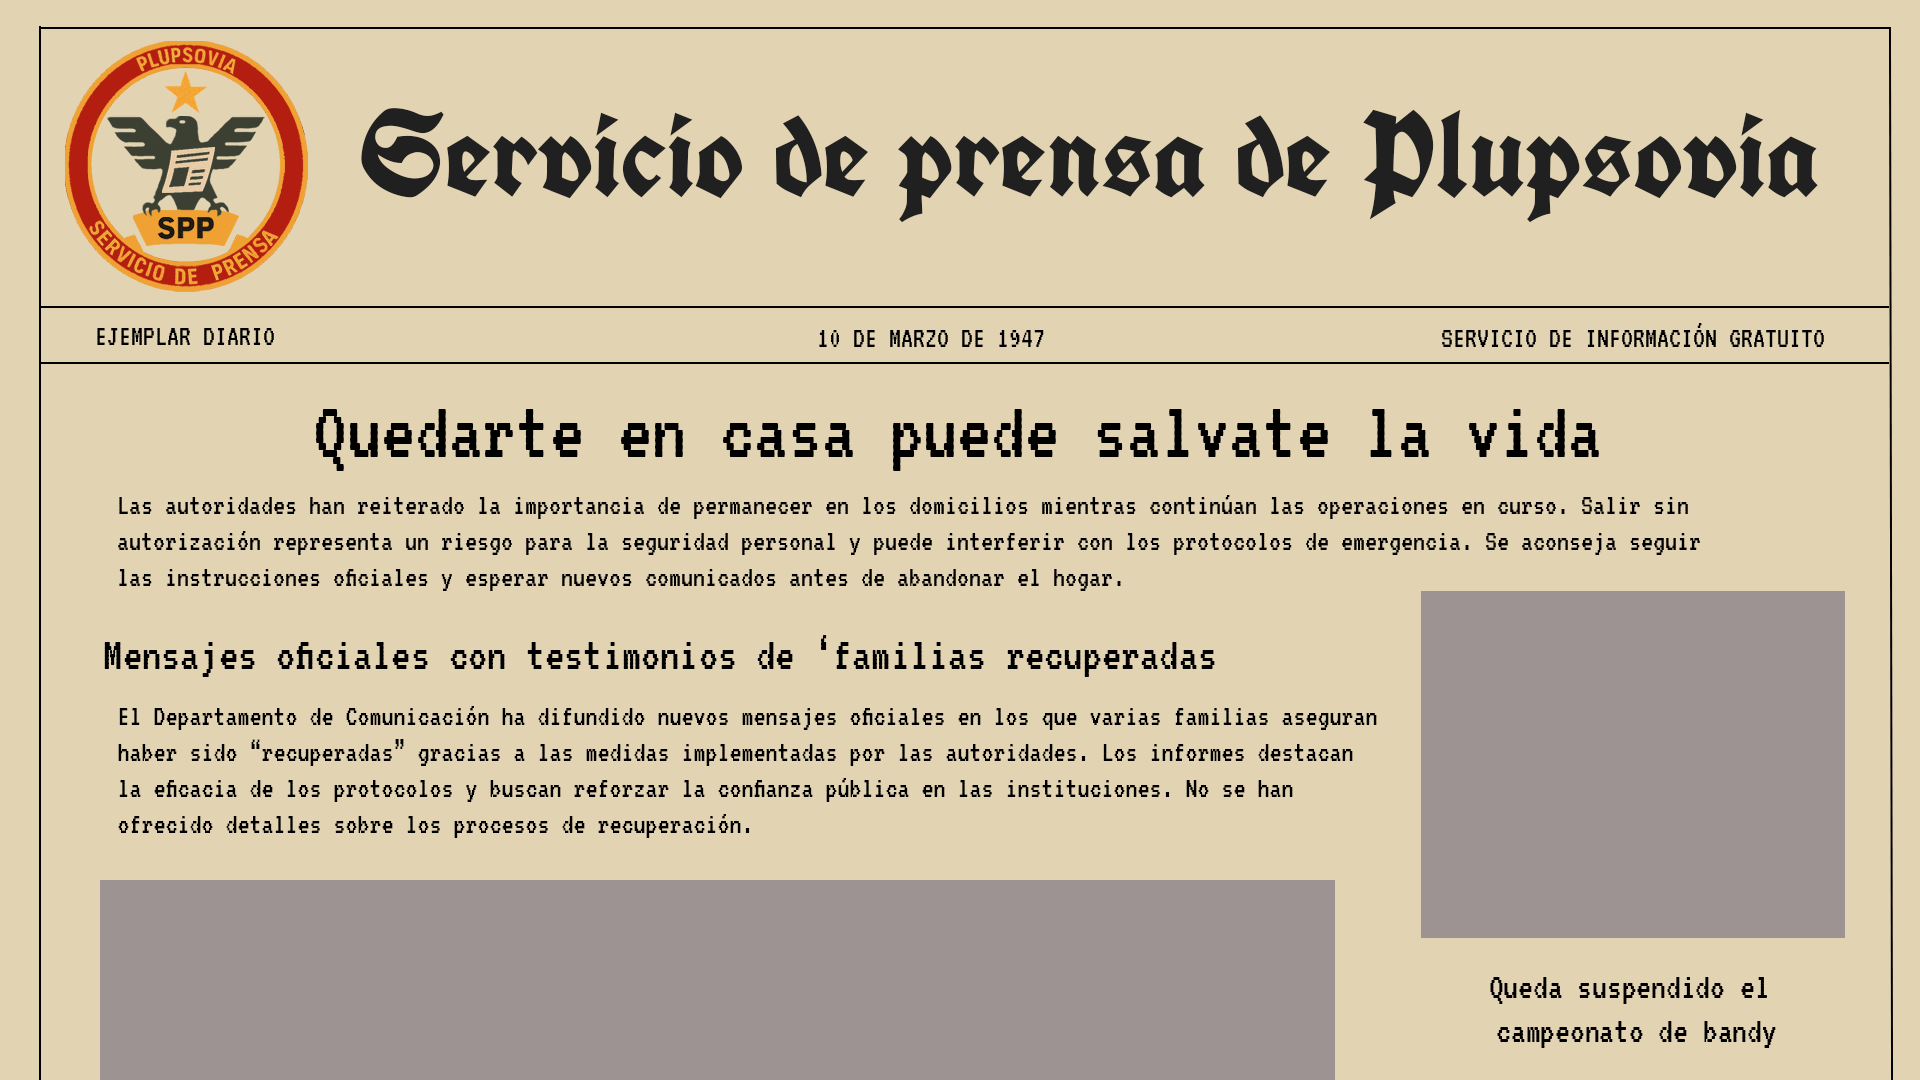 PLUPSOVIA
SPP
SERVICIO DE PRENSA
Servicio de prensa de Plupsovia
EJEMPLAR DIARIO
10 DE MARZO DE 1947
SERVICIO DE INFORMACIÓN GRATUITO
Quedarte en casa puede salvate la vida
Las autoridades han reiterado la importancia de permanecer en los domicilios mientras continúan las operaciones en curso. Salir sin
autorización representa un riesgo para la seguridad personal y puede interferir con los protocolos de emergencia. Se aconseja seguir
las instrucciones oficiales y esperar nuevos comunicados antes de abandonar el hogar.
Mensajes oficiales con testimonios de ‘familias recuperadas
El Departamento de Comunicación ha difundido nuevos mensajes oficiales en los que varias familias aseguran
haber sido “recuperadas” gracias a las medidas implementadas por las autoridades. Los informes destacan
la eficacia de los protocolos y buscan reforzar la confianza pública en las instituciones. No se han
ofrecido detalles sobre los procesos de recuperación.
Queda suspendido el
campeonato de bandy